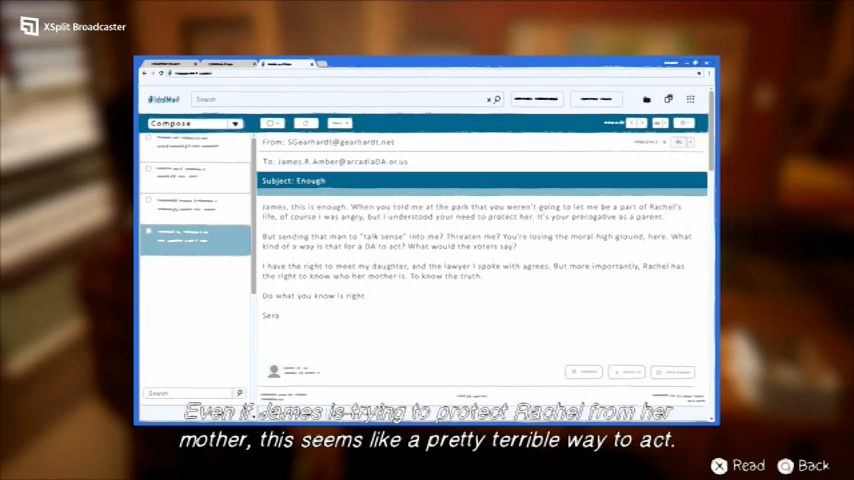 XSplit Broadcaster
IdolMail
Search
Compose
From: SGearhardt@gearhardt.net
To: James.R.Amber@arcadiaDA.or.us
Subject: Enough
James, this is enough. When you told me at the park that you weren't going to let me be a part of Rachel's
life, of course I was angry, but I understood your need to protect her. It's your prerogative as a parent.
But sending that man to "talk sense" into me? Threaten me? You're losing the moral high ground, here. What
kind of a way is that for a DA to act? What would the voters say?
I have the right to meet my daughter, and the lawyer I spoke with agrees. But more importantly, Rachel has
the right to know who her mother is. To know the truth.
Do what you know is right.
Sera
Search
Even if James is trying to protect Rachel from her
mother, this seems like a pretty terrible way to act.
Read Back